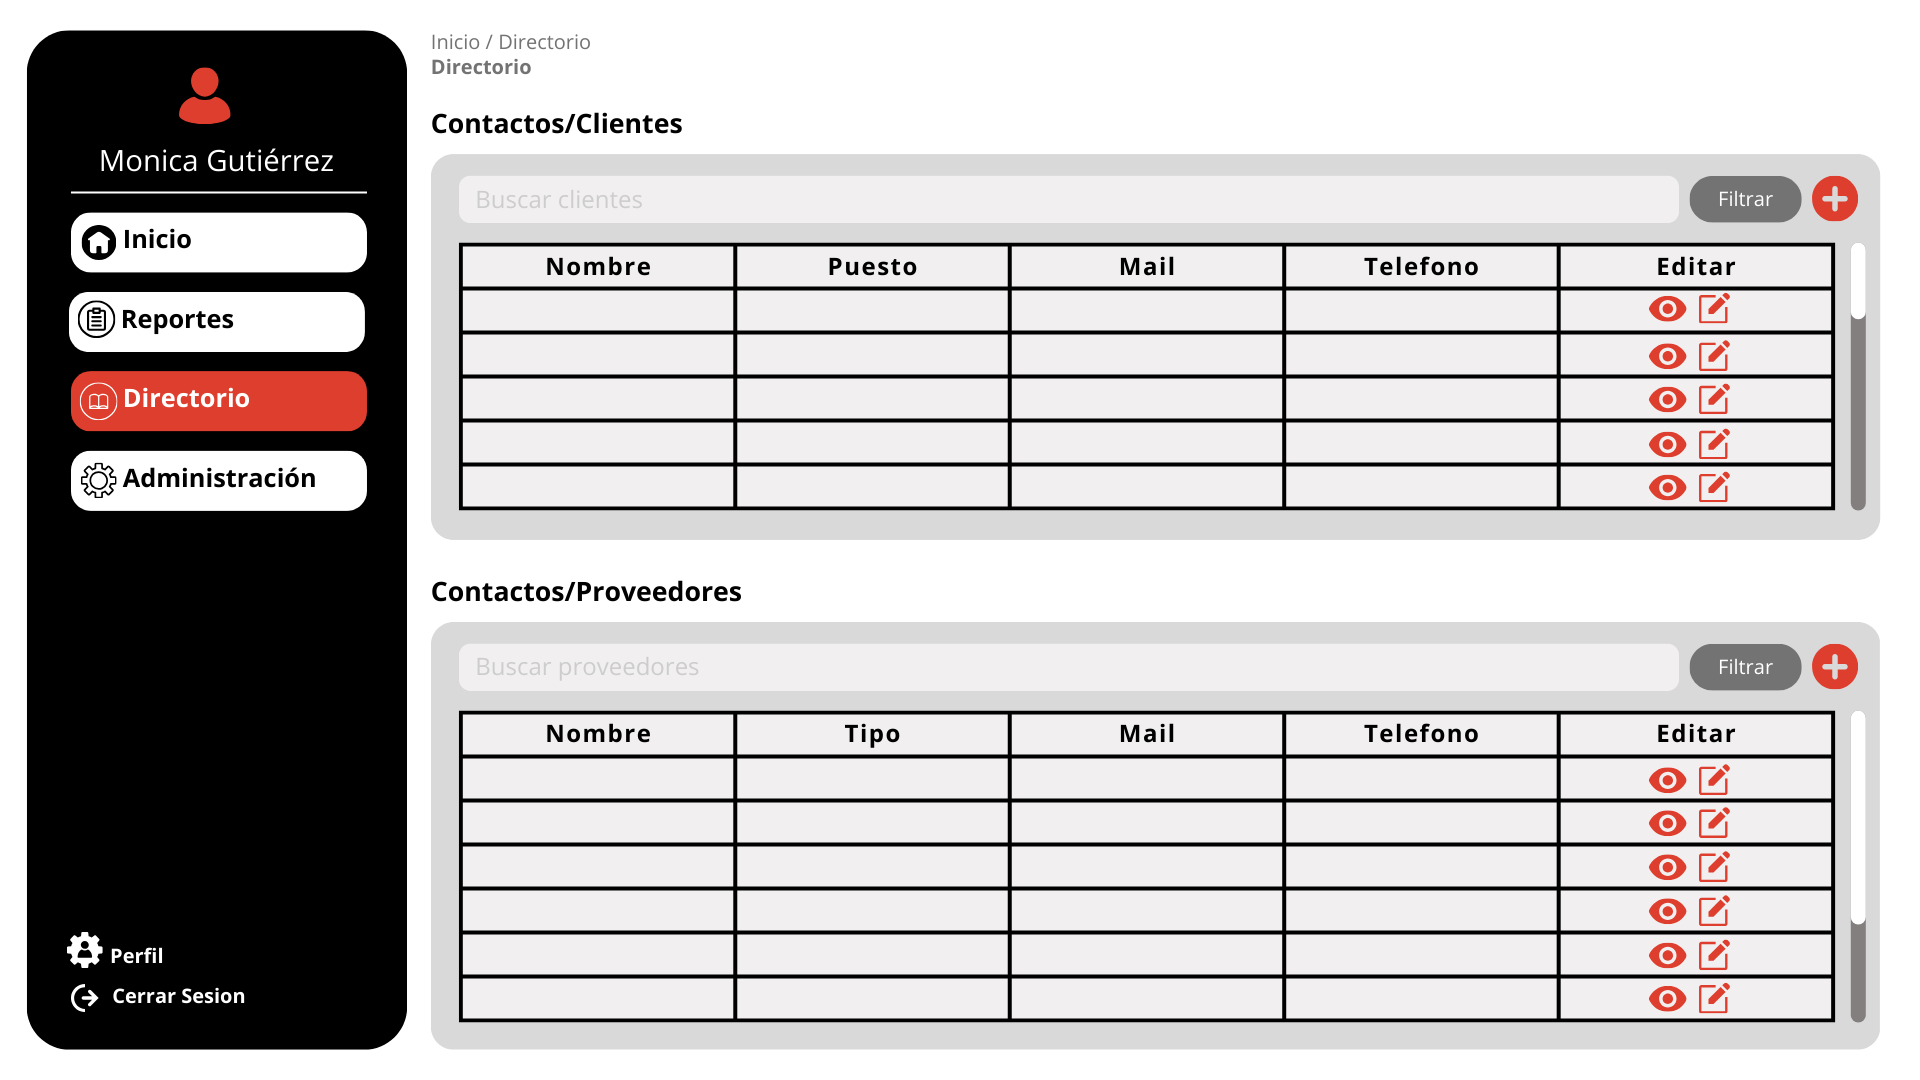 Monica Gutiérrez
Inicio
Reportes
Directorio
Administración
Perfil
Cerrar Sesion
Inicio / Directorio
Directorio
Contactos/Clientes
Buscar clientes
Filtrar
Nombre Puesto Mail Telefono Editar
Contactos/Proveedores
Buscar proveedores
Filtrar
Nombre Tipo Mail Telefono Editar